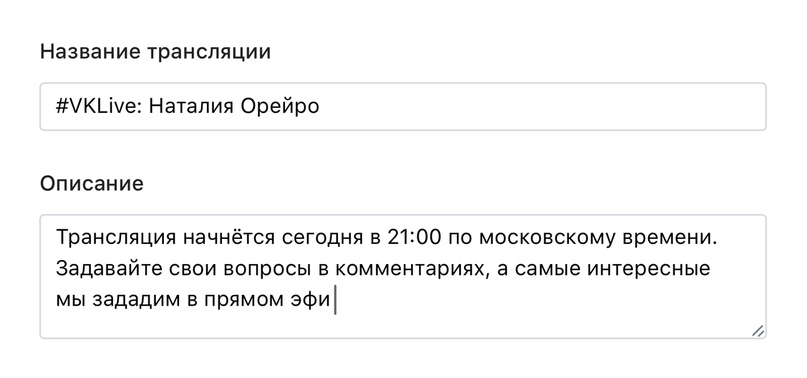 Название трансляции
#VKLive: Наталия Орейро
Описание
Трансляция начнётся сегодня в 21:00 по московскому времени.
Задавайте свои вопросы в комментариях, а самые интересные
мы зададим в прямом эфи